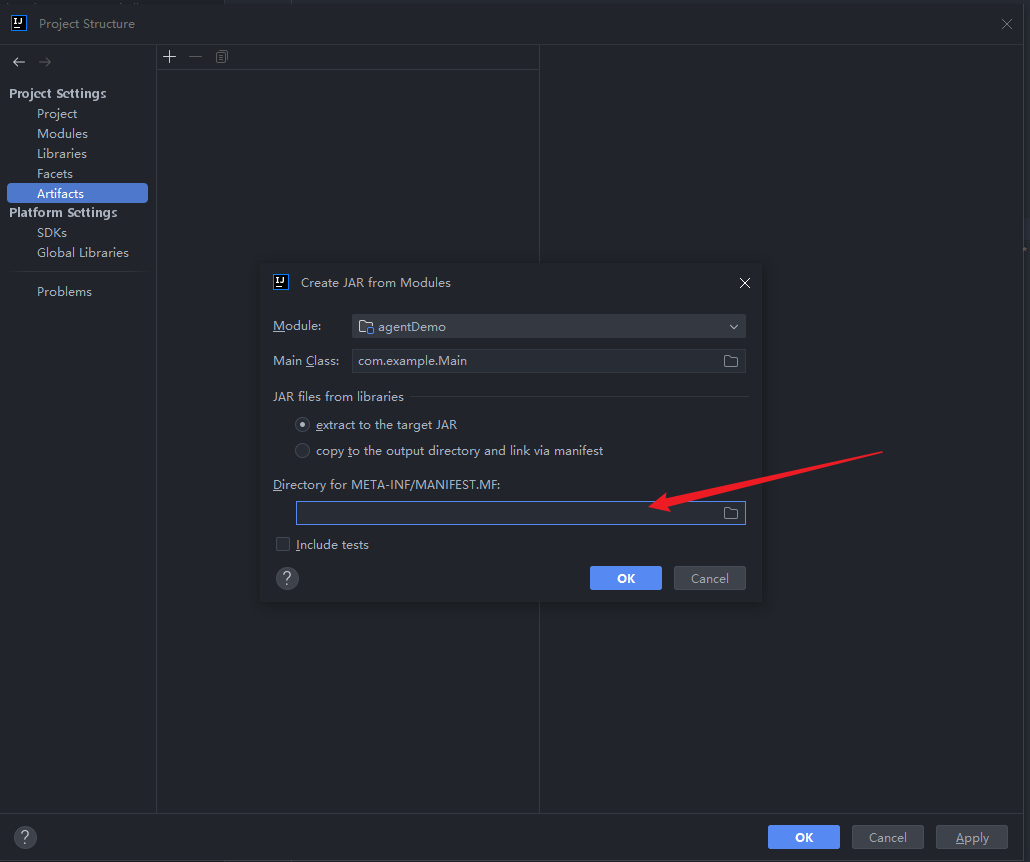 Project Structure
Project Settings
Project
Modules
Libraries
Facets
Artifacts
Platform Settings
SDKs
Global Libraries
Problems
Create JAR from Modules
Module: agentDemo
Main Class: com.example.Main
JAR files from libraries
extract to the target JAR
copy to the output directory and link via manifest
Directory for META-INF/MANIFEST.MF:
Include tests
? OK Cancel
? OK Cancel Apply